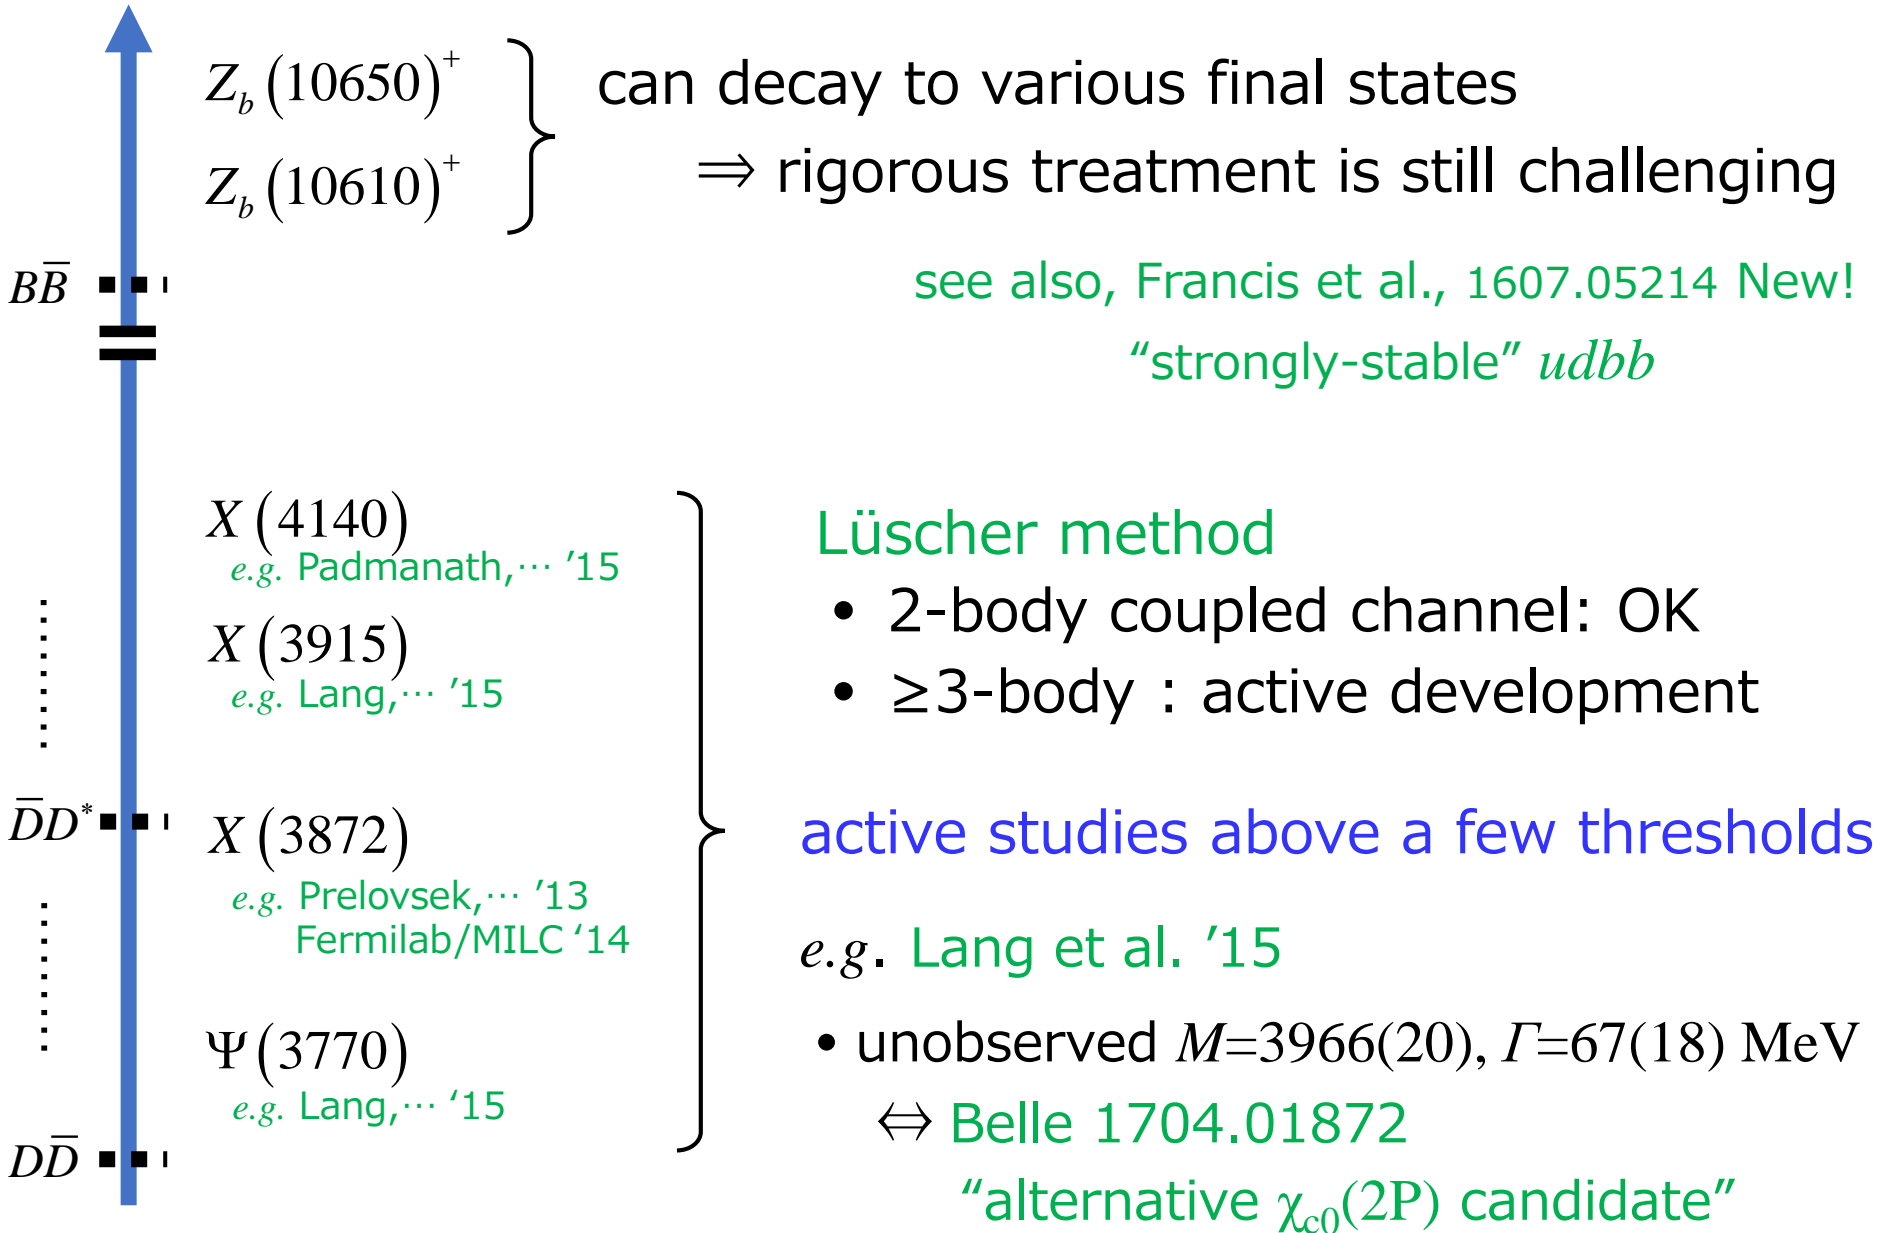 Z_b(10650)^+
can decay to various final states
Z_b(10610)^+
⇒ rigorous treatment is still challenging
BB̅
see also, Francis et al., 1607.05214 New!
“strongly-stable” udbb
X(4140)
e.g. Padmanath,… ’15
X(3915)
e.g. Lang,… ’15
Lüscher method
• 2-body coupled channel: OK
• ≥3-body : active development
D̅D*
X(3872)
e.g. Prelovsek,… ’13
Fermilab/MILC ‘14
active studies above a few thresholds
e.g. Lang et al. ’15
Ψ(3770)
e.g. Lang,… ‘15
• unobserved M=3966(20), Γ=67(18) MeV
⇔ Belle 1704.01872
DD̅
“alternative χ_c0(2P) candidate”